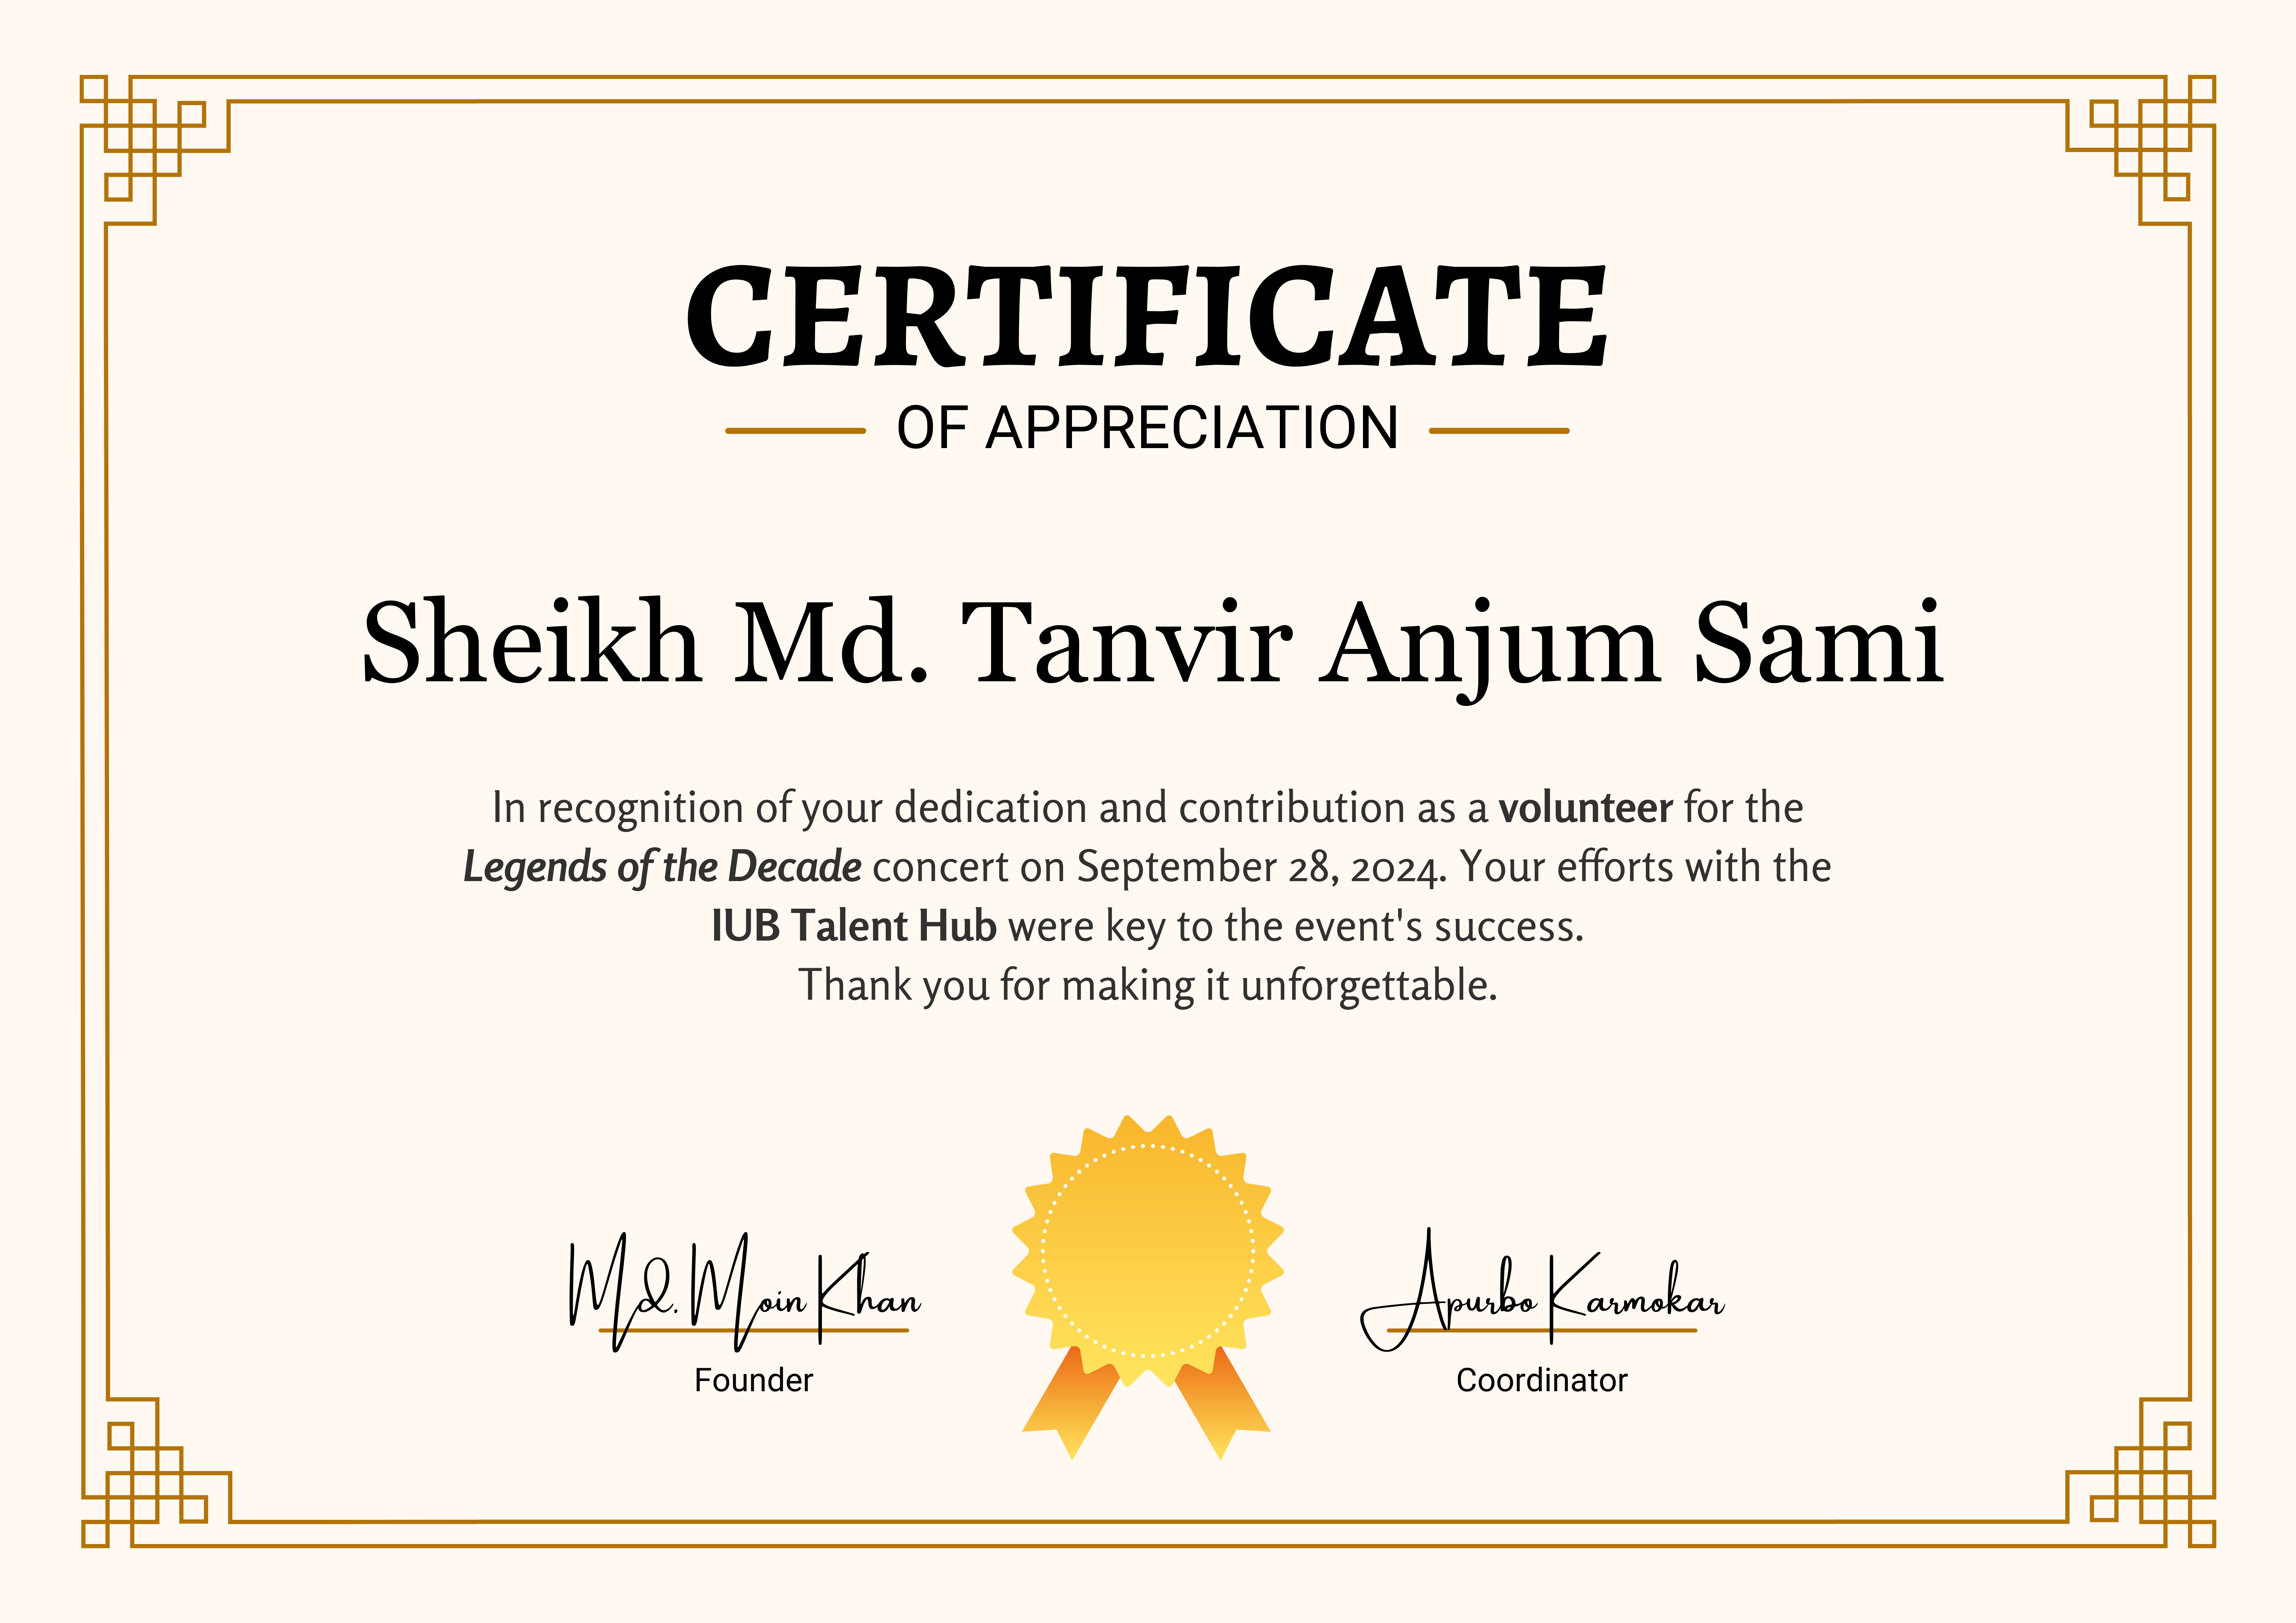 CERTIFICATE
OF APPRECIATION
Sheikh Md. Tanvir Anjum Sami
In recognition of your dedication and contribution as a volunteer for the
Legends of the Decade concert on September 28, 2024. Your efforts with the
IUB Talent Hub were key to the event's success.
Thank you for making it unforgettable.
Md. Moin Khan
Founder
Apurbo Karmokar
Coordinator